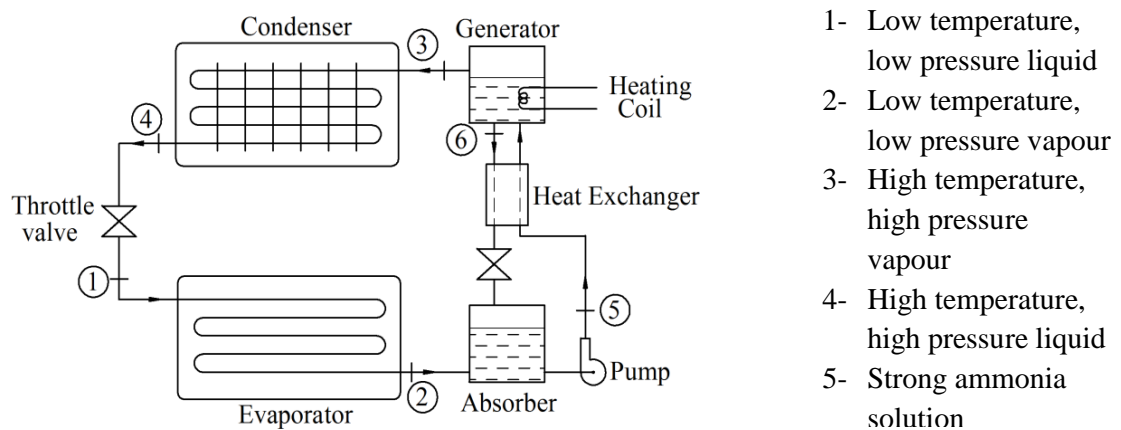 Condenser
Generator
③
Heating
Coil
④
⑥
Heat Exchanger
Throttle
valve
①
⑤
Pump
②
Absorber
Evaporator
1- Low temperature,
low pressure liquid
2- Low temperature,
low pressure vapour
3- High temperature,
high pressure
vapour
4- High temperature,
high pressure liquid
5- Strong ammonia
solution